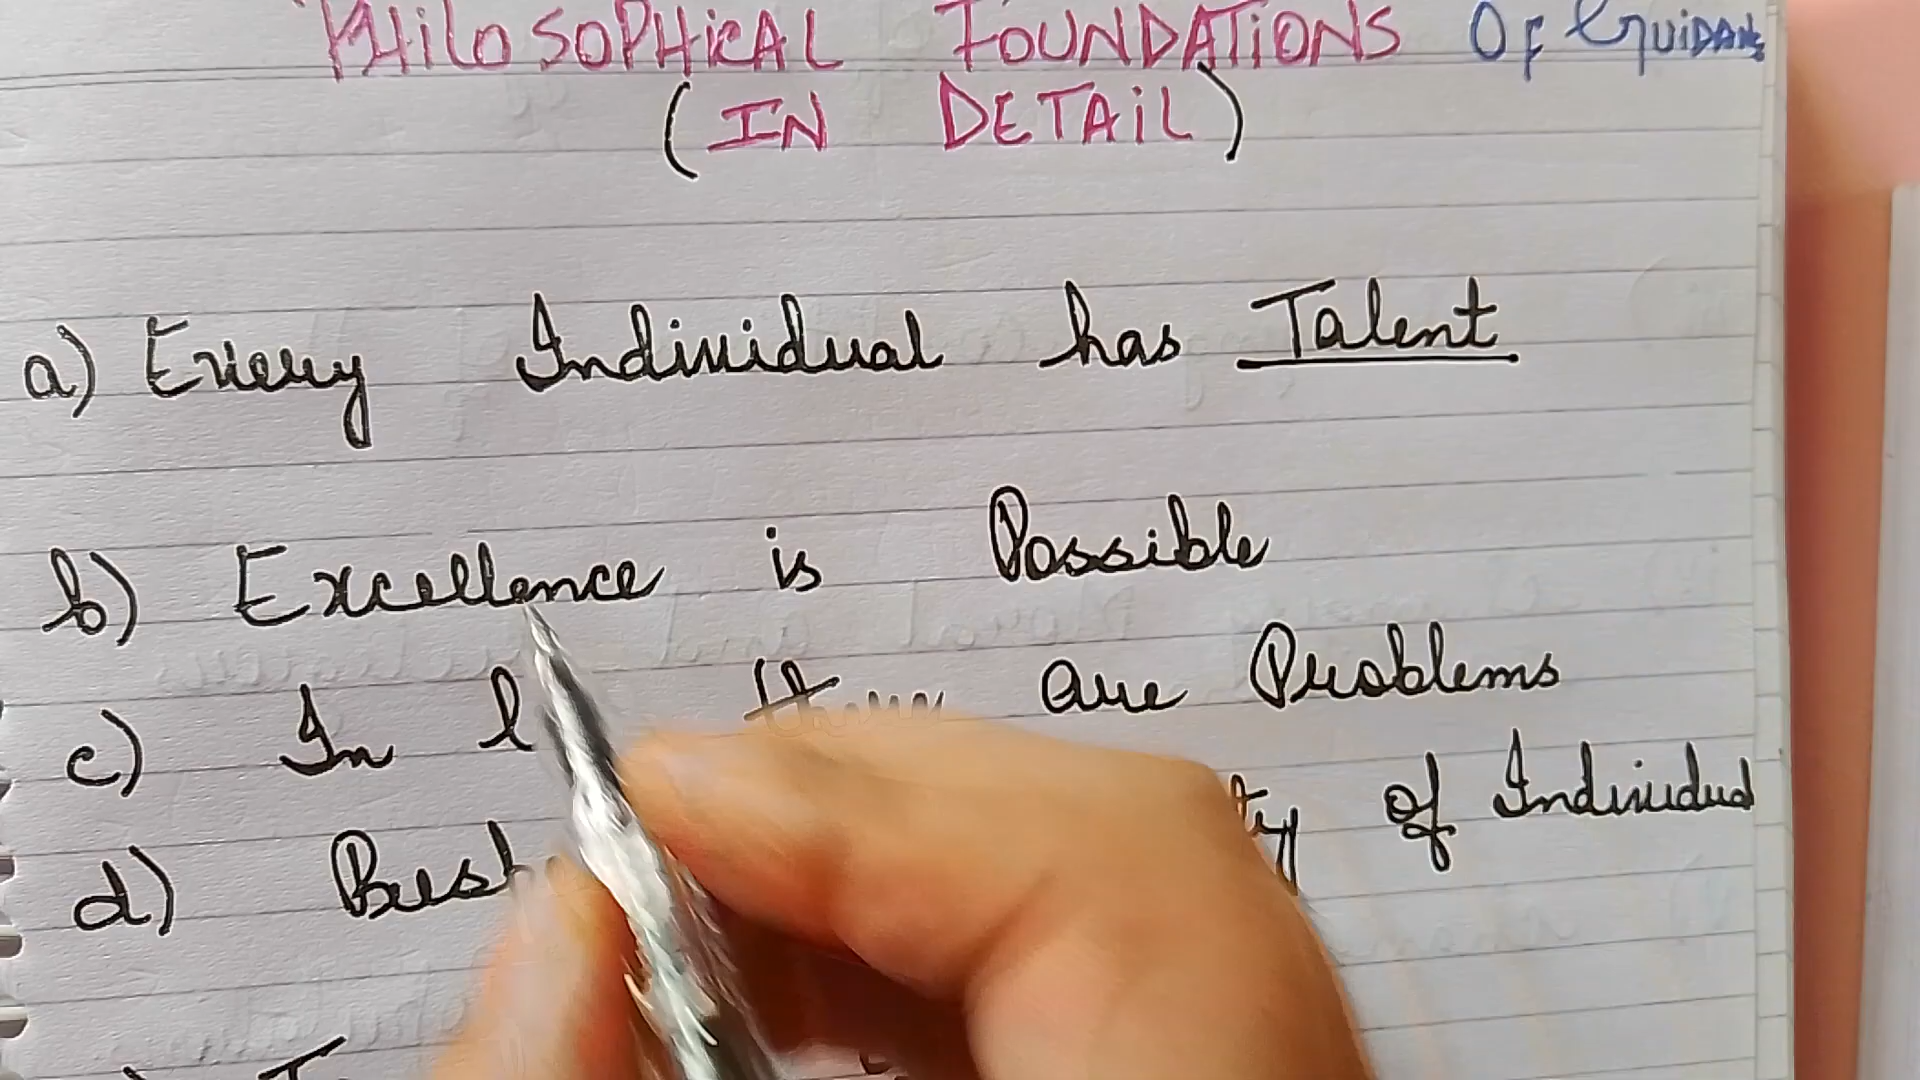 PHILOSOPHICAL FOUNDATIONS OF GUIDANCE
(IN DETAIL)
a) Every Individual has Talent
b) Excellence is Possible
c) In are Problems
d) Best of Individual